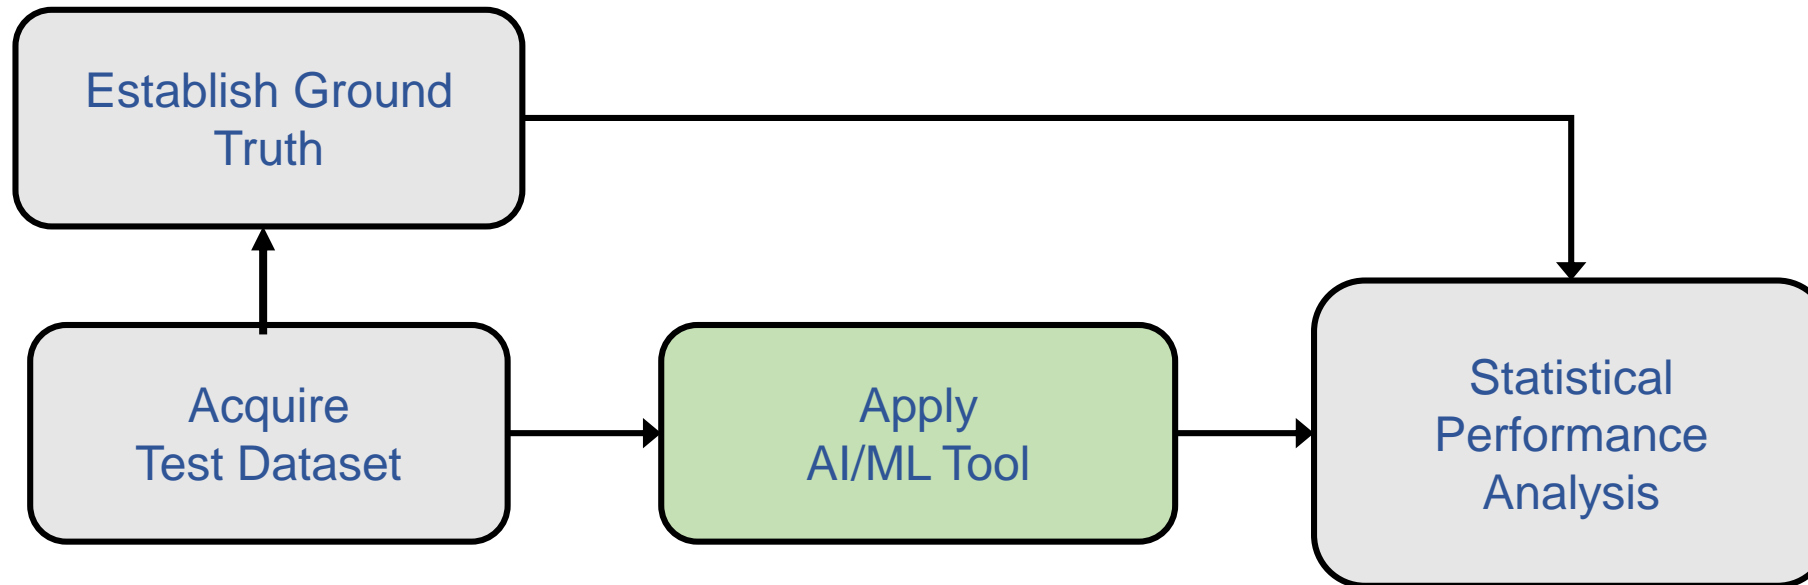 Establish Ground
Truth
Acquire
Test Dataset
Apply
AI/ML Tool
Statistical
Performance
Analysis